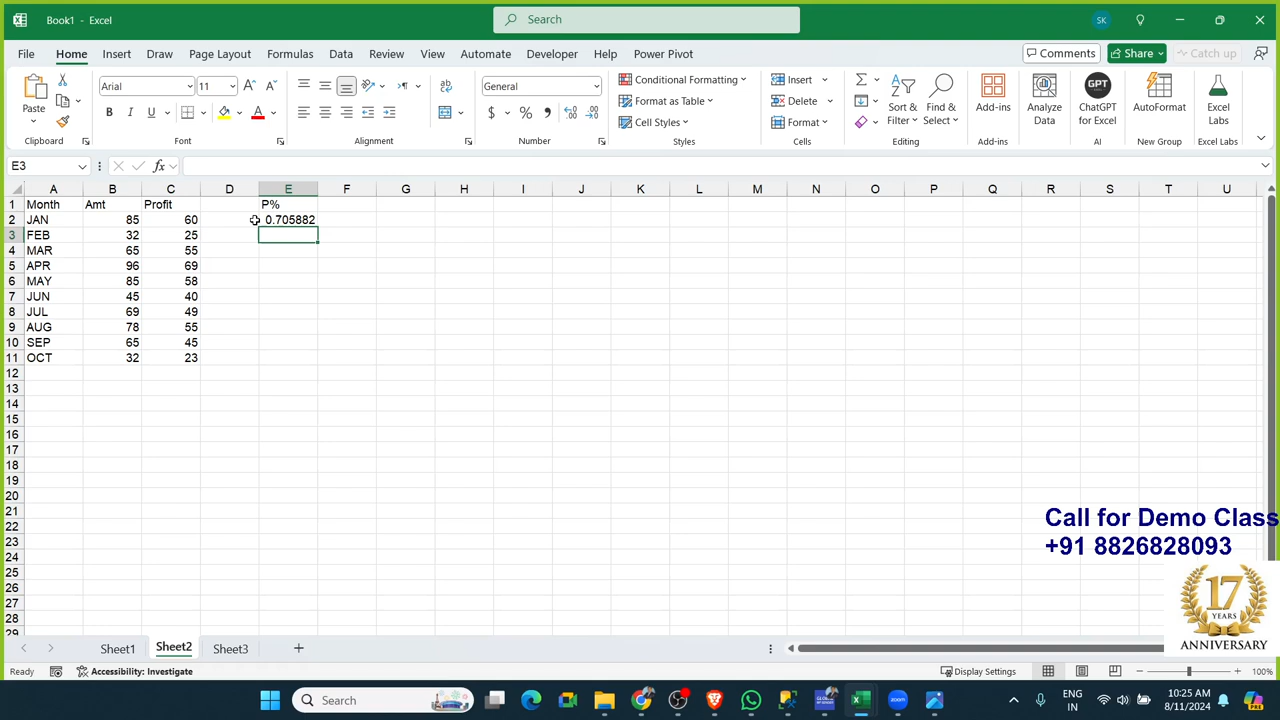 Book1 - Excel
Search
SK
File Home Insert Draw Page Layout Formulas Data Review View Automate Developer Help Power Pivot
Comments Share Catch up
Paste
Arial 11
B I U
General
$ % ,
Conditional Formatting
Format as Table
Cell Styles
Insert
Delete
Format
Sort & Filter
Find & Select
Add-ins
Analyze Data
ChatGPT for Excel
AutoFormat
Excel Labs
Clipboard Font Alignment Number Styles Cells Editing Add-ins AI New Group Excel Labs
E3 fx
A B C D E F G H I J K L M N O P Q R S T U
1 Month Amt Profit P%
2 JAN 85 60 0.705882
3 FEB 32 25
4 MAR 65 55
5 APR 96 69
6 MAY 85 58
7 JUN 45 40
8 JUL 69 49
9 AUG 78 55
10 SEP 65 45
11 OCT 32 23
12
13
14
15
16
17
18
19
20
21
22
23
24
25
26
27
28
29
Call for Demo Class
+91 8826828093
17
YEARS
ANNIVERSARY
Sheet1 Sheet2 Sheet3
Ready Accessibility: Investigate Display Settings 100%
Search
ENG
IN
10:25 AM
8/11/2024